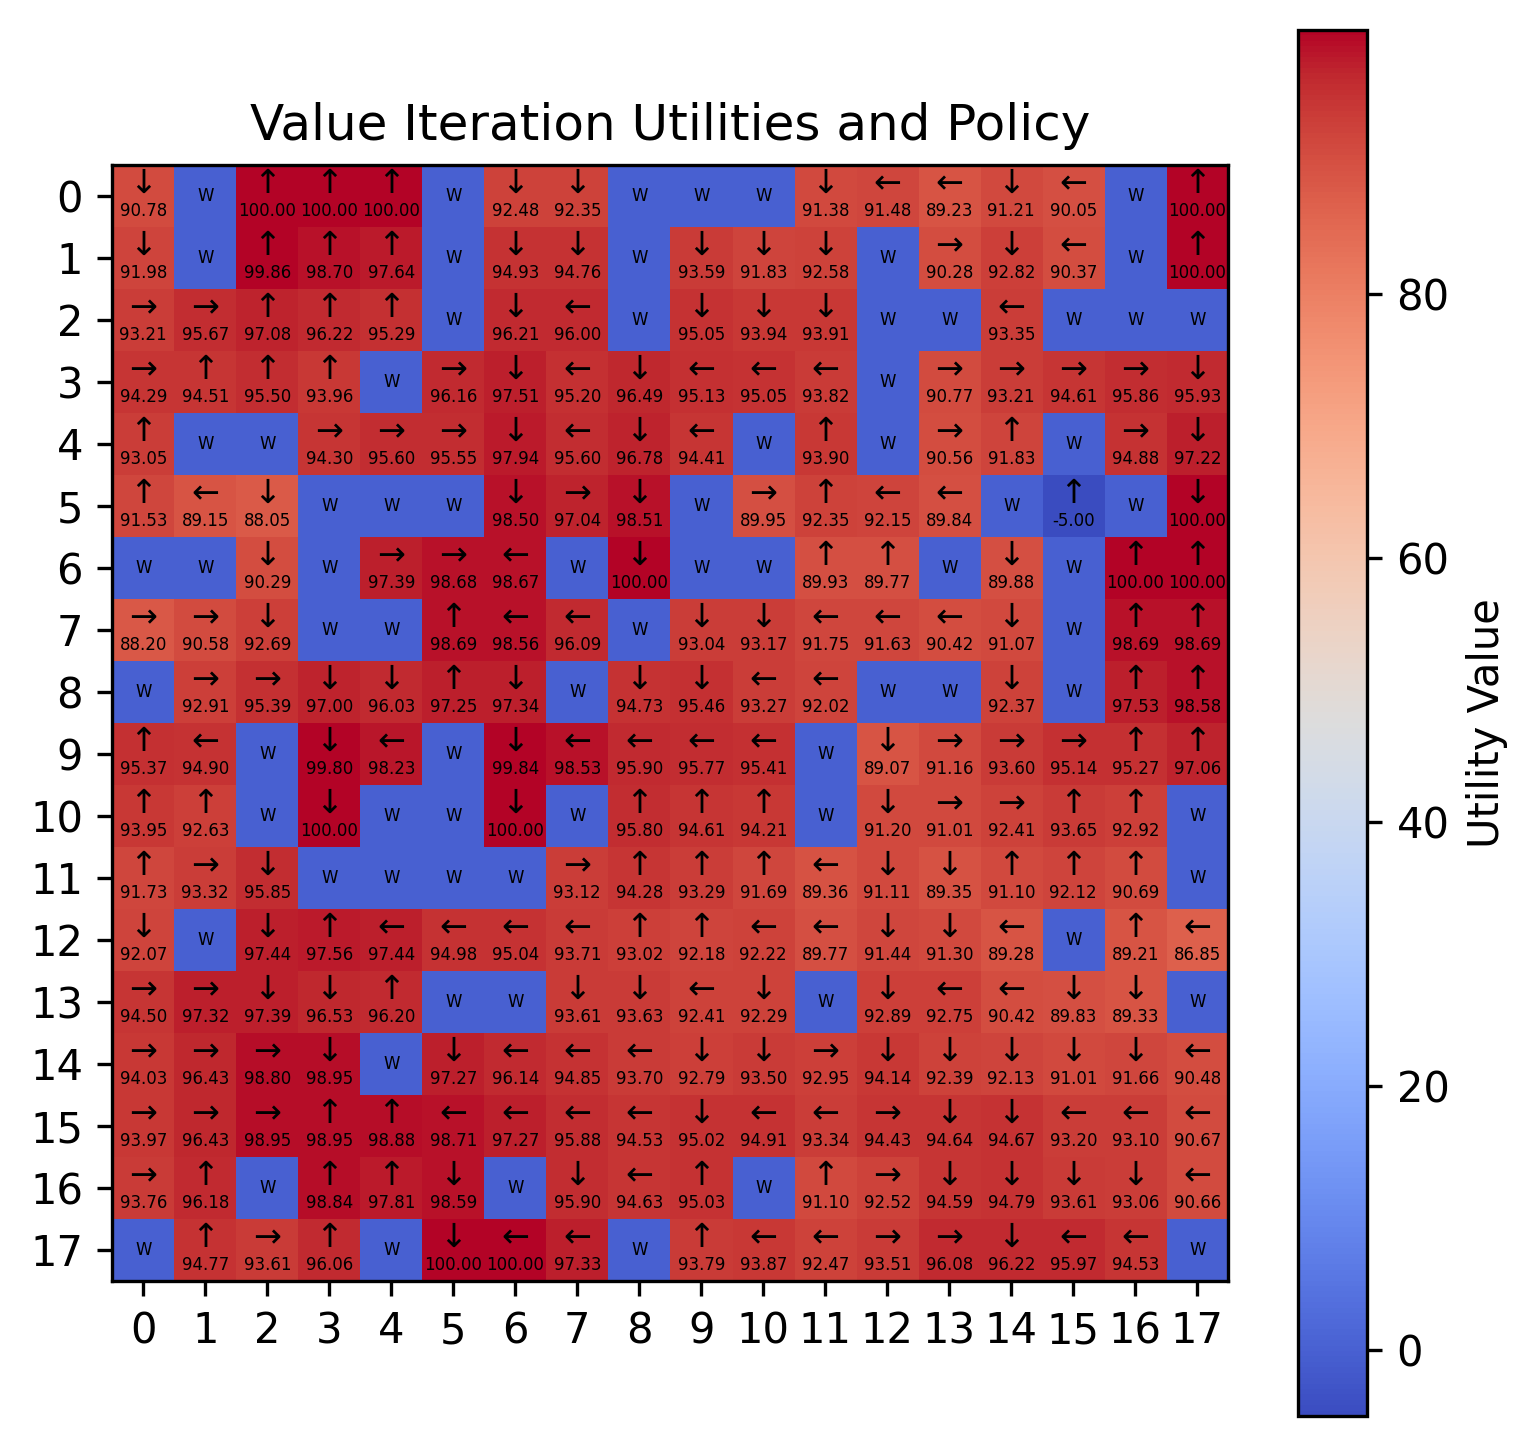 Value Iteration Utilities and Policy
0 ↓ 90.78 W ↑ 100.00 ↑ 100.00 ↑ 100.00 W ↓ 92.48 ↓ 92.35 W W W ↓ 91.38 ← 91.48 ← 89.23 ↓ 91.21 ← 90.05 W ↑ 100.00
1 ↓ 91.98 W ↑ 99.86 ↑ 98.70 ↑ 97.64 W ↓ 94.93 ↓ 94.76 W ↓ 93.59 ↓ 91.83 ↓ 92.58 W → 90.28 ↓ 92.82 ← 90.37 W ↑ 100.00
2 → 93.21 → 95.67 ↑ 97.08 ↑ 96.22 ↑ 95.29 W ↓ 96.21 ← 96.00 W ↓ 95.05 ↓ 93.94 ↓ 93.91 W W ← 93.35 W W W
3 → 94.29 ↑ 94.51 ↑ 95.50 ↑ 93.96 W → 96.16 ↓ 97.51 ← 95.20 ↓ 96.49 ← 95.13 ← 95.05 ← 93.82 W → 90.77 → 93.21 → 94.61 → 95.86 ↓ 95.93
4 ↑ 93.05 W W → 94.30 → 95.60 → 95.55 ↓ 97.94 ← 95.60 ↓ 96.78 ← 94.41 W ↑ 93.90 W → 90.56 ↑ 91.83 W → 94.88 ↓ 97.22
5 ↑ 91.53 ← 89.15 ↓ 88.05 W W W ↓ 98.50 → 97.04 ↓ 98.51 W → 89.95 ↑ 92.35 ← 92.15 ← 89.84 W ↑ -5.00 W ↓ 100.00
6 W W ↓ 90.29 W → 97.39 → 98.68 ← 98.67 W ↓ 100.00 W W ↑ 89.93 ↑ 89.77 W ↓ 89.88 W ↑ 100.00 ↑ 100.00
7 → 88.20 → 90.58 ↓ 92.69 W W ↑ 98.69 ← 98.56 ← 96.09 W ↓ 93.04 ↓ 93.17 ← 91.75 ← 91.63 ← 90.42 ↓ 91.07 W ↑ 98.69 ↑ 98.69
8 W → 92.91 → 95.39 ↓ 97.00 ↓ 96.03 ↑ 97.25 ↓ 97.34 W ↓ 94.73 ↓ 95.46 ← 93.27 ← 92.02 W W ↓ 92.37 W ↑ 97.53 ↑ 98.58
9 ↑ 95.37 ← 94.90 W ↓ 99.80 ← 98.23 W ↓ 99.84 ← 98.53 ← 95.90 ← 95.77 ← 95.41 W ↓ 89.07 → 91.16 → 93.60 → 95.14 ↑ 95.27 ↑ 97.06
10 ↑ 93.95 ↑ 92.63 W ↓ 100.00 W W ↓ 100.00 W ↑ 95.80 ↑ 94.61 ↑ 94.21 W ↓ 91.20 → 91.01 → 92.41 ↑ 93.65 ↑ 92.92 W
11 ↑ 91.73 → 93.32 ↓ 95.85 W W W W → 93.12 ↑ 94.28 ↑ 93.29 ↑ 91.69 ← 89.36 ↓ 91.11 ↓ 89.35 ↑ 91.10 ↑ 92.12 ↑ 90.69 W
12 ↓ 92.07 W ↓ 97.44 ↑ 97.56 ← 97.44 ← 94.98 ← 95.04 ← 93.71 ↑ 93.02 ↑ 92.18 ← 92.22 ← 89.77 ↓ 91.44 ↓ 91.30 ← 89.28 W ↑ 89.21 ← 86.85
13 → 94.50 → 97.32 ↓ 97.39 ↓ 96.53 ↑ 96.20 W W ↓ 93.61 ↓ 93.63 ← 92.41 ↓ 92.29 W ↓ 92.89 ← 92.75 ← 90.42 ↓ 89.83 ↓ 89.33 W
14 → 94.03 → 96.43 → 98.80 ↓ 98.95 W ↓ 97.27 ← 96.14 ← 94.85 ← 93.70 ↓ 92.79 ↓ 93.50 → 92.95 ↓ 94.14 ↓ 92.39 ↓ 92.13 ↓ 91.01 ↓ 91.66 ← 90.48
15 → 93.97 → 96.43 → 98.95 ↑ 98.95 ↑ 98.88 ← 98.71 ← 97.27 ← 95.88 ← 94.53 ↓ 95.02 ← 94.91 ← 93.34 → 94.43 ↓ 94.64 ↓ 94.67 ← 93.20 ← 93.10 ← 90.67
16 → 93.76 ↑ 96.18 W ↑ 98.84 ↑ 97.81 ↓ 98.59 W ↓ 95.90 ← 94.63 ↑ 95.03 W ↑ 91.10 → 92.52 ↓ 94.59 ↓ 94.79 ↓ 93.61 ↓ 93.06 ← 90.66
17 W ↑ 94.77 → 93.61 ↑ 96.06 W ↓ 100.00 ← 100.00 ← 97.33 W ↑ 93.79 ← 93.87 ← 92.47 → 93.51 → 96.08 ↓ 96.22 ← 95.97 ← 94.53 W
0 1 2 3 4 5 6 7 8 9 10 11 12 13 14 15 16 17
80
60
40
20
0
Utility Value